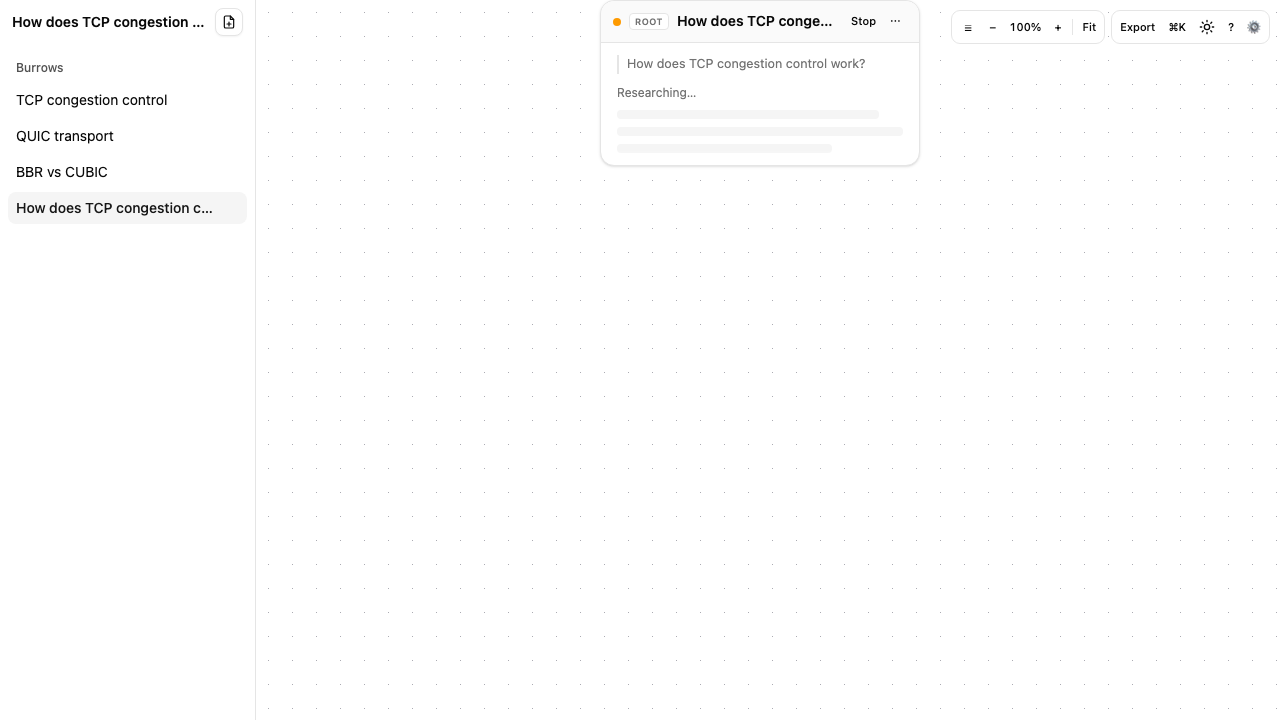 How does TCP congestion ...
Burrows
TCP congestion control
QUIC transport
BBR vs CUBIC
How does TCP congestion c...
ROOT How does TCP conge... Stop ···
How does TCP congestion control work?
Researching...
≡ − 100% + Fit
Export ⌘K ?